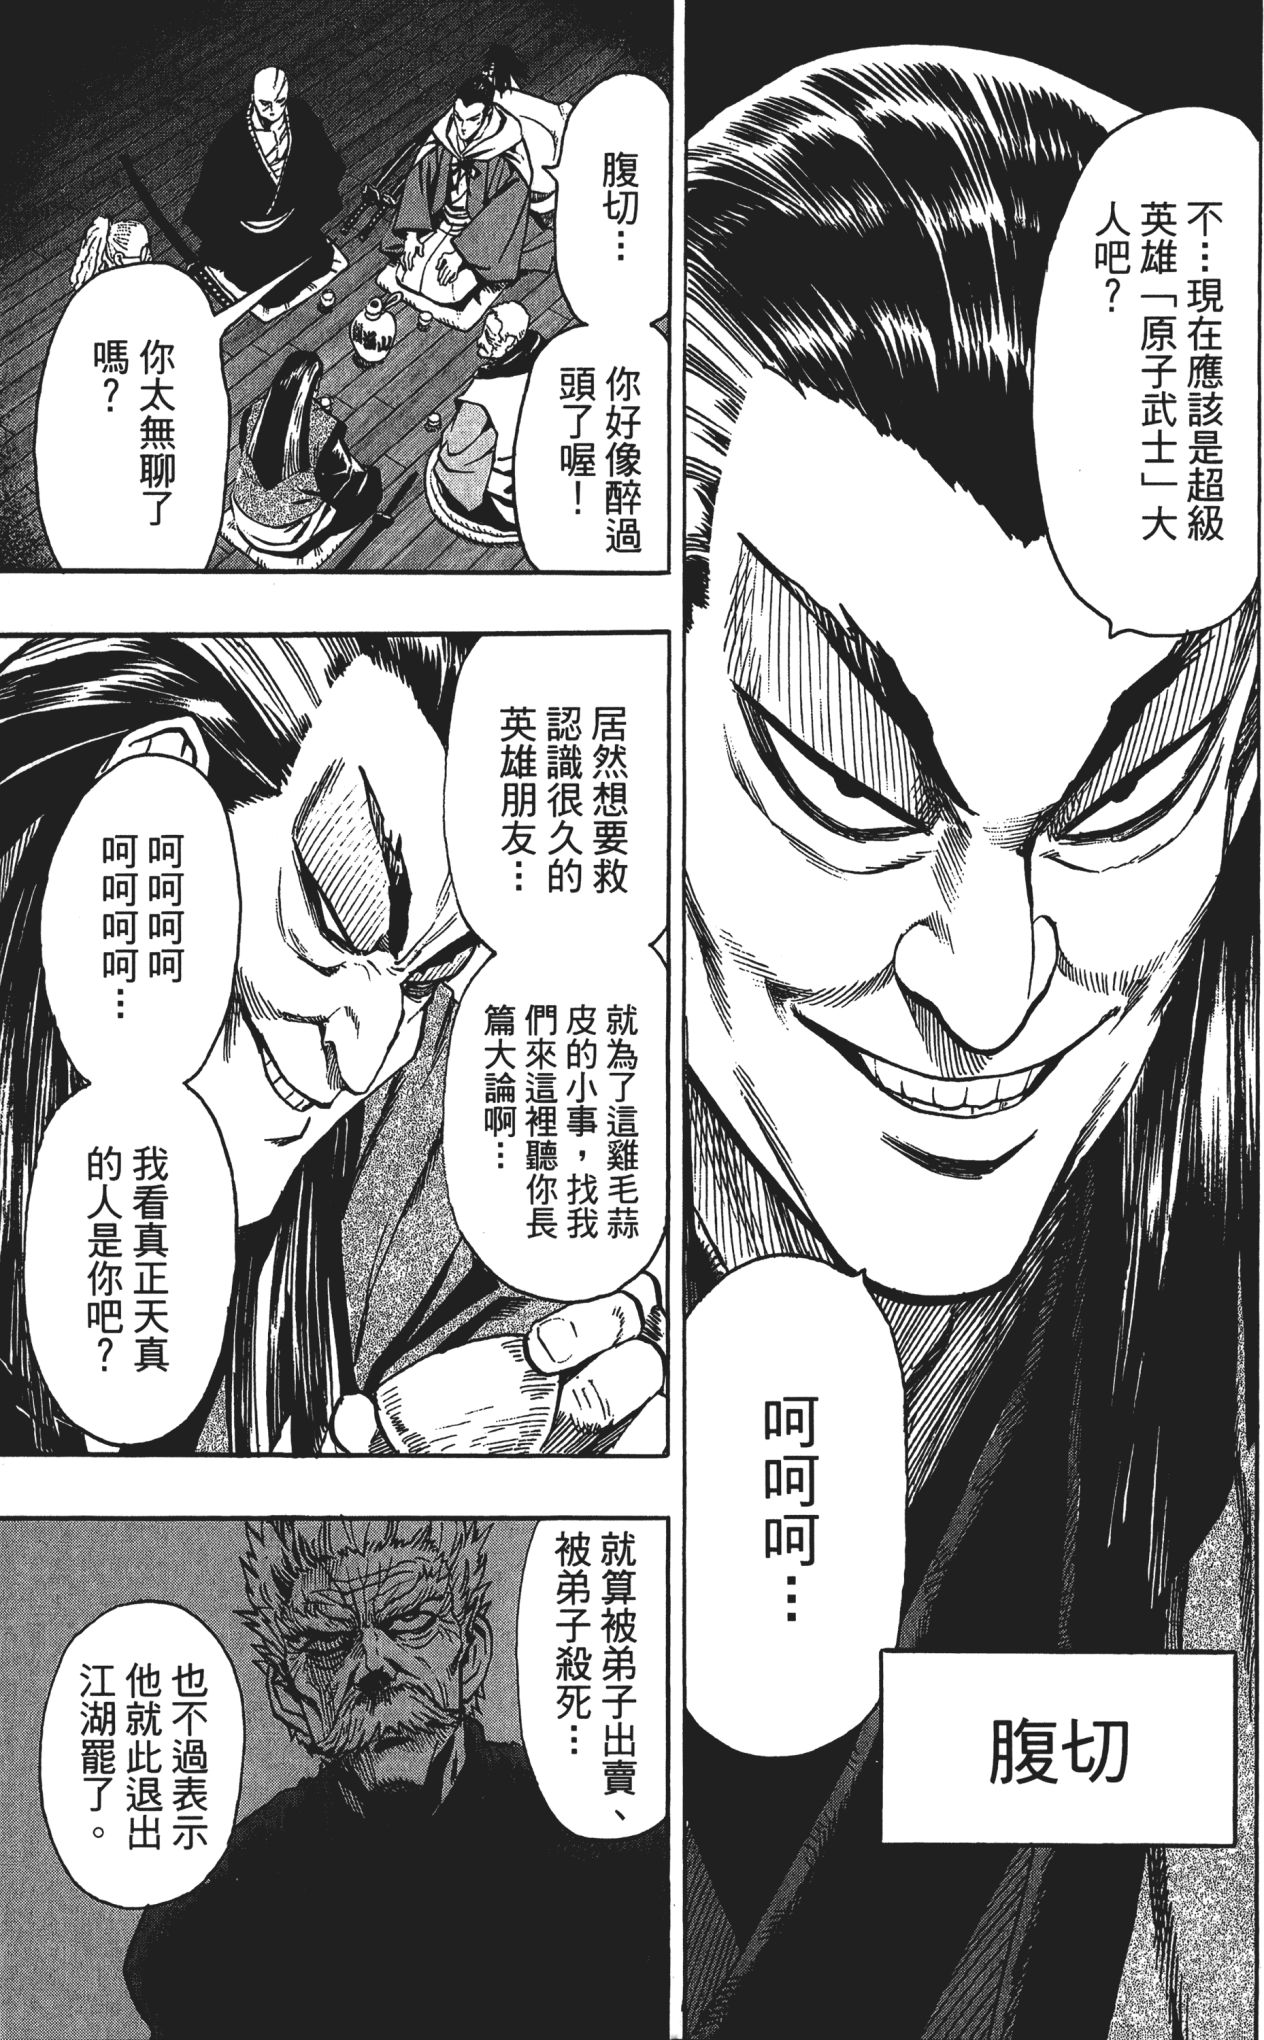 不…現在應該是超級
英雄「原子武士」大
人吧？
呵呵呵…
腹切
腹切…
你好像醉過
頭了喔！
你太無聊了
嗎？
居然想要救
認識很久的
英雄朋友…
就為了這雞毛蒜
皮的小事，找我
們來這裡聽你長
篇大論啊…
呵呵呵呵
呵呵呵呵…
我看真正天真
的人是你吧？
就算被弟子出賣、
被弟子殺死…
也不過表示
他就此退出
江湖罷了。